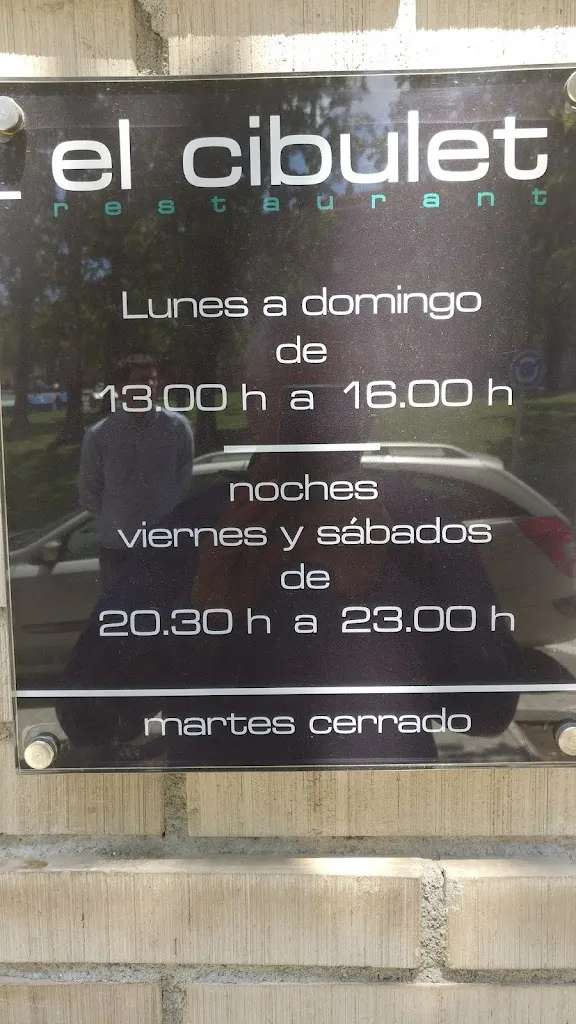 el cibulet
restaurant
Lunes a domingo
de
13.00 h a 16.00 h
noches
viernes y sábados
de
20.30 h a 23.00 h
martes cerrado